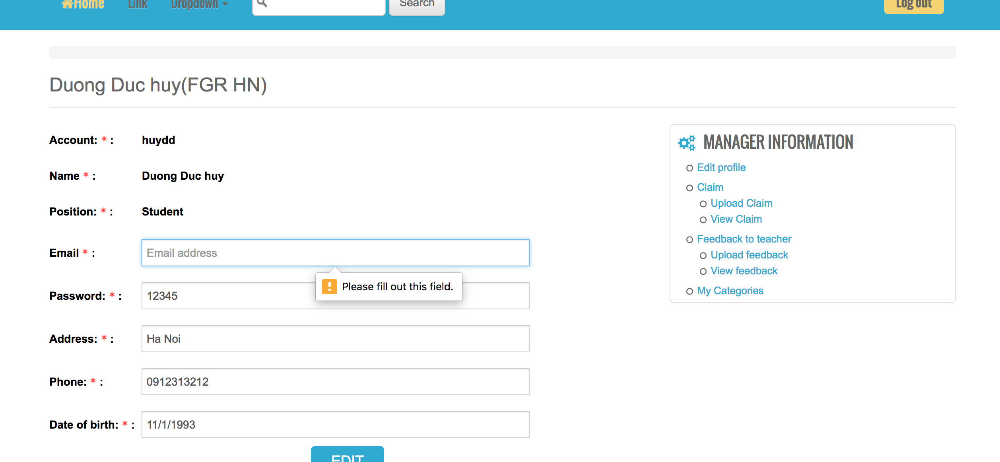 Home Link Dropdown Search Log out
Duong Duc huy(FGR HN)
Account: * : huydd
Name * : Duong Duc huy
Position: * : Student
Email * : Email address
Please fill out this field.
Password: * : 12345
Address: * : Ha Noi
Phone: * : 0912313212
Date of birth: * : 11/1/1993
EDIT
MANAGER INFORMATION
Edit profile
Claim
Upload Claim
View Claim
Feedback to teacher
Upload feedback
View feedback
My Categories